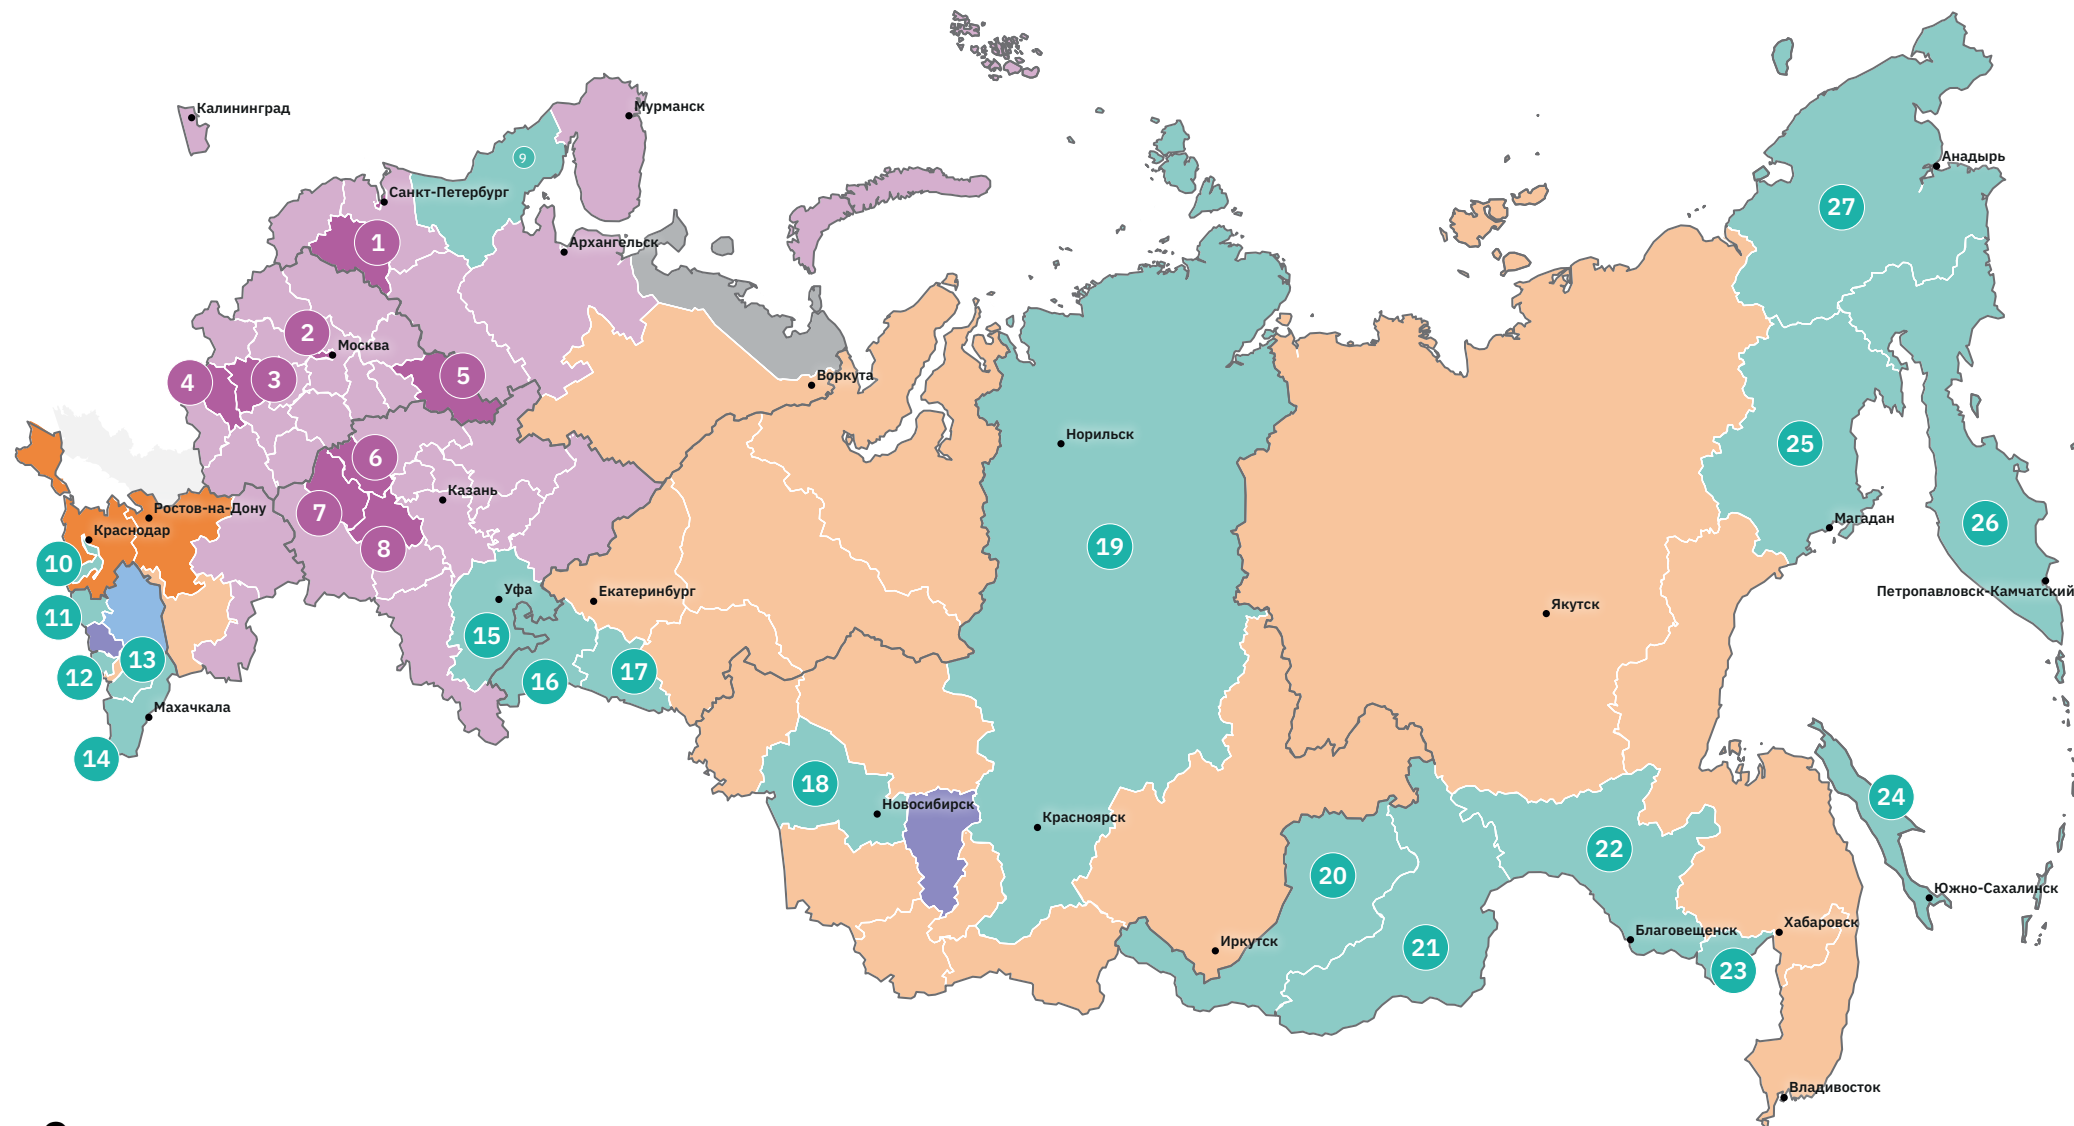 Калининград
Мурманск
9
Анадырь
Санкт-Петербург
27
1
Архангельск
2
Москва
4
3
5
Воркута
Норильск
25
6
Казань
7
Ростов-на-Дону
Магадан
26
Краснодар
8
19
10
Уфа
Екатеринбург
Петропавловск-Камчатский
Якутск
11
15
13
12
16
17
Махачкала
14
18
24
Новосибирск
Красноярск
22
20
Южно-Сахалинск
Хабаровск
Благовещенск
Иркутск
21
23
Владивосток